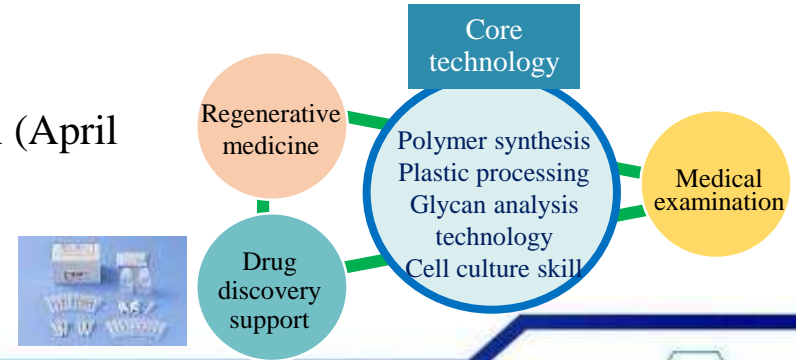 Core
technology
(April
Regenerative
medicine
Polymer synthesis
Plastic processing
Glycan analysis
technology
Cell culture skill
Medical
examination
Drug
discovery
support